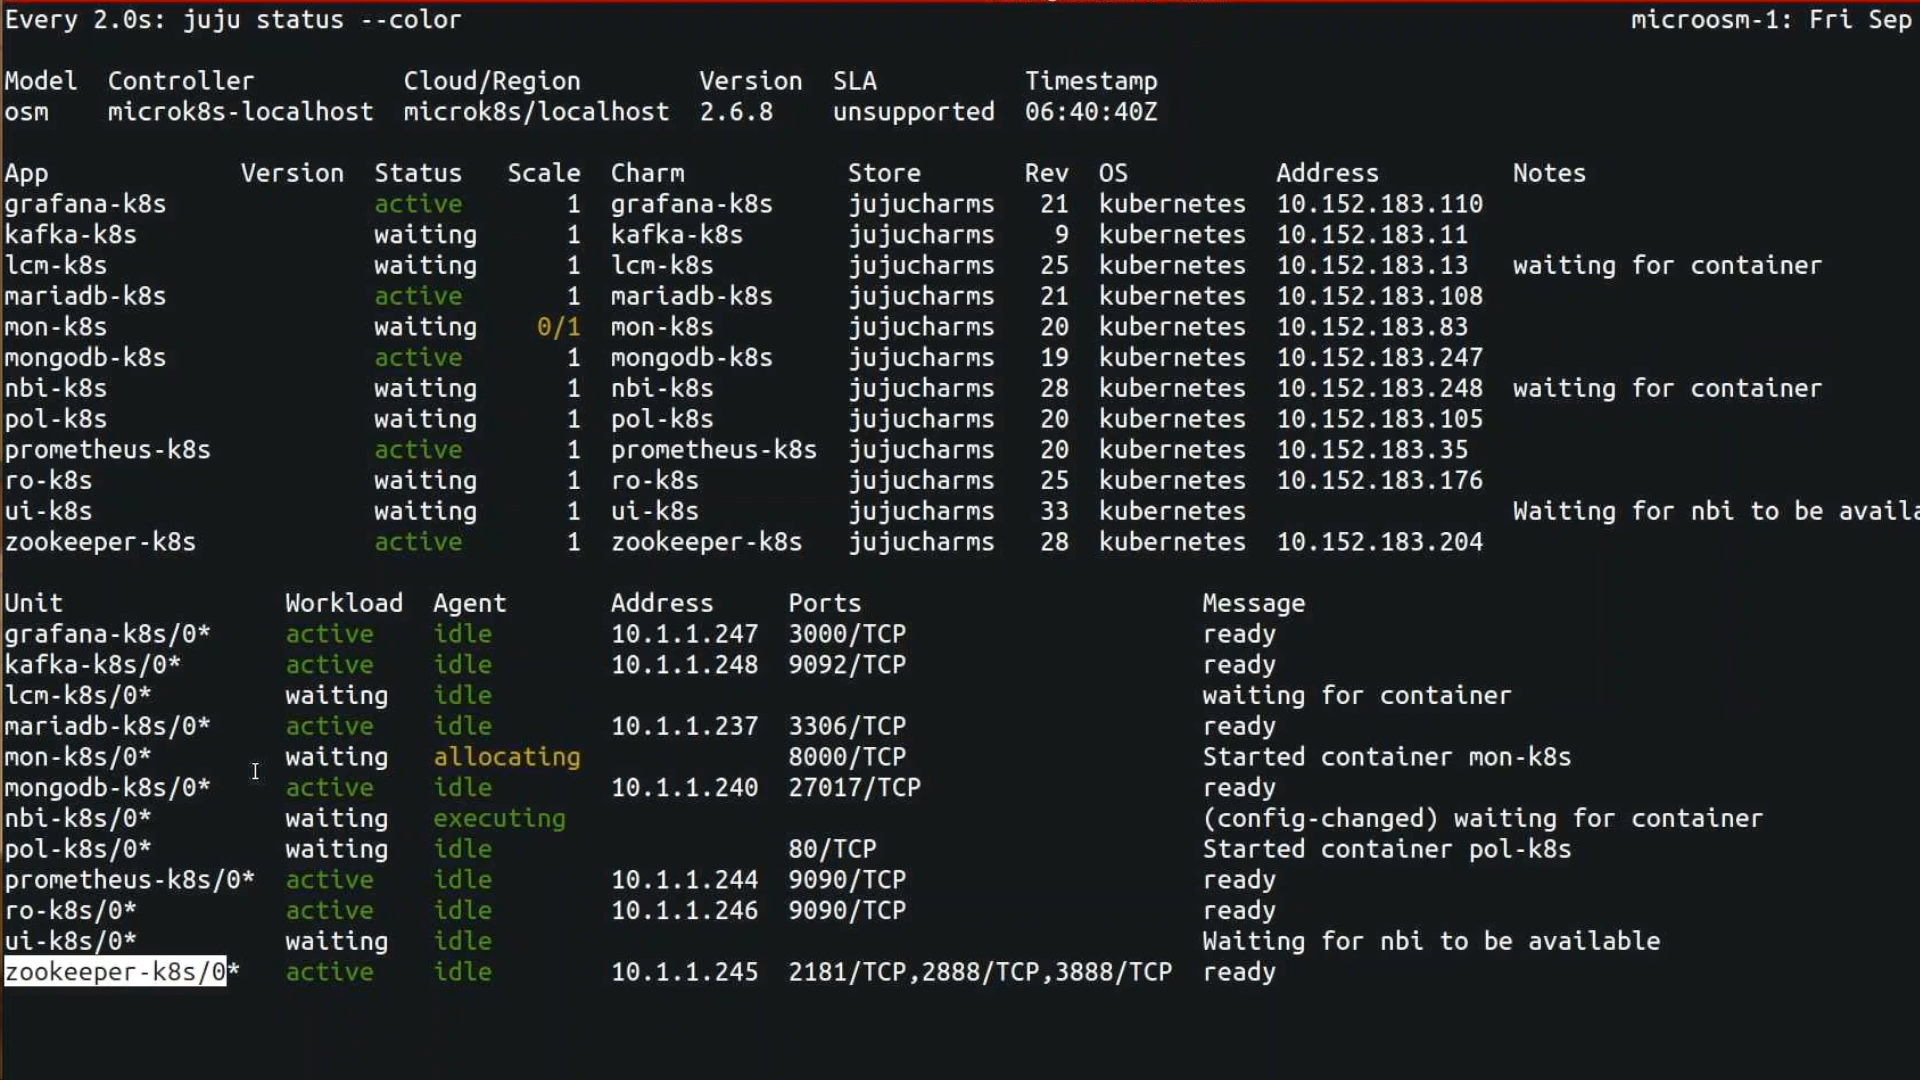 Every 2.0s: juju status --color microosm-1: Fri Sep
Model Controller Cloud/Region Version SLA Timestamp
osm microk8s-localhost microk8s/localhost 2.6.8 unsupported 06:40:40Z
App Version Status Scale Charm Store Rev OS Address Notes
grafana-k8s active 1 grafana-k8s jujucharms 21 kubernetes 10.152.183.110
kafka-k8s waiting 1 kafka-k8s jujucharms 9 kubernetes 10.152.183.11
lcm-k8s waiting 1 lcm-k8s jujucharms 25 kubernetes 10.152.183.13 waiting for container
mariadb-k8s active 1 mariadb-k8s jujucharms 21 kubernetes 10.152.183.108
mon-k8s waiting 0/1 mon-k8s jujucharms 20 kubernetes 10.152.183.83
mongodb-k8s active 1 mongodb-k8s jujucharms 19 kubernetes 10.152.183.247
nbi-k8s waiting 1 nbi-k8s jujucharms 28 kubernetes 10.152.183.248 waiting for container
pol-k8s waiting 1 pol-k8s jujucharms 20 kubernetes 10.152.183.105
prometheus-k8s active 1 prometheus-k8s jujucharms 20 kubernetes 10.152.183.35
ro-k8s waiting 1 ro-k8s jujucharms 25 kubernetes 10.152.183.176
ui-k8s waiting 1 ui-k8s jujucharms 33 kubernetes Waiting for nbi to be availa
zookeeper-k8s active 1 zookeeper-k8s jujucharms 28 kubernetes 10.152.183.204
Unit Workload Agent Address Ports Message
grafana-k8s/0* active idle 10.1.1.247 3000/TCP ready
kafka-k8s/0* active idle 10.1.1.248 9092/TCP ready
lcm-k8s/0* waiting idle waiting for container
mariadb-k8s/0* active idle 10.1.1.237 3306/TCP ready
mon-k8s/0* waiting allocating 8000/TCP Started container mon-k8s
mongodb-k8s/0* active idle 10.1.1.240 27017/TCP ready
nbi-k8s/0* waiting executing (config-changed) waiting for container
pol-k8s/0* waiting idle 80/TCP Started container pol-k8s
prometheus-k8s/0* active idle 10.1.1.244 9090/TCP ready
ro-k8s/0* active idle 10.1.1.246 9090/TCP ready
ui-k8s/0* waiting idle Waiting for nbi to be available
zookeeper-k8s/0* active idle 10.1.1.245 2181/TCP,2888/TCP,3888/TCP ready